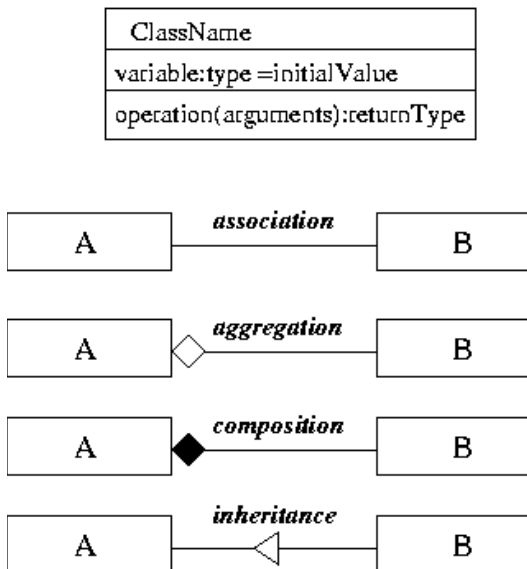 ClassName
variable:type =initialValue
operation(arguments):returnType
association
A B
aggregation
A B
composition
A B
inheritance
A B